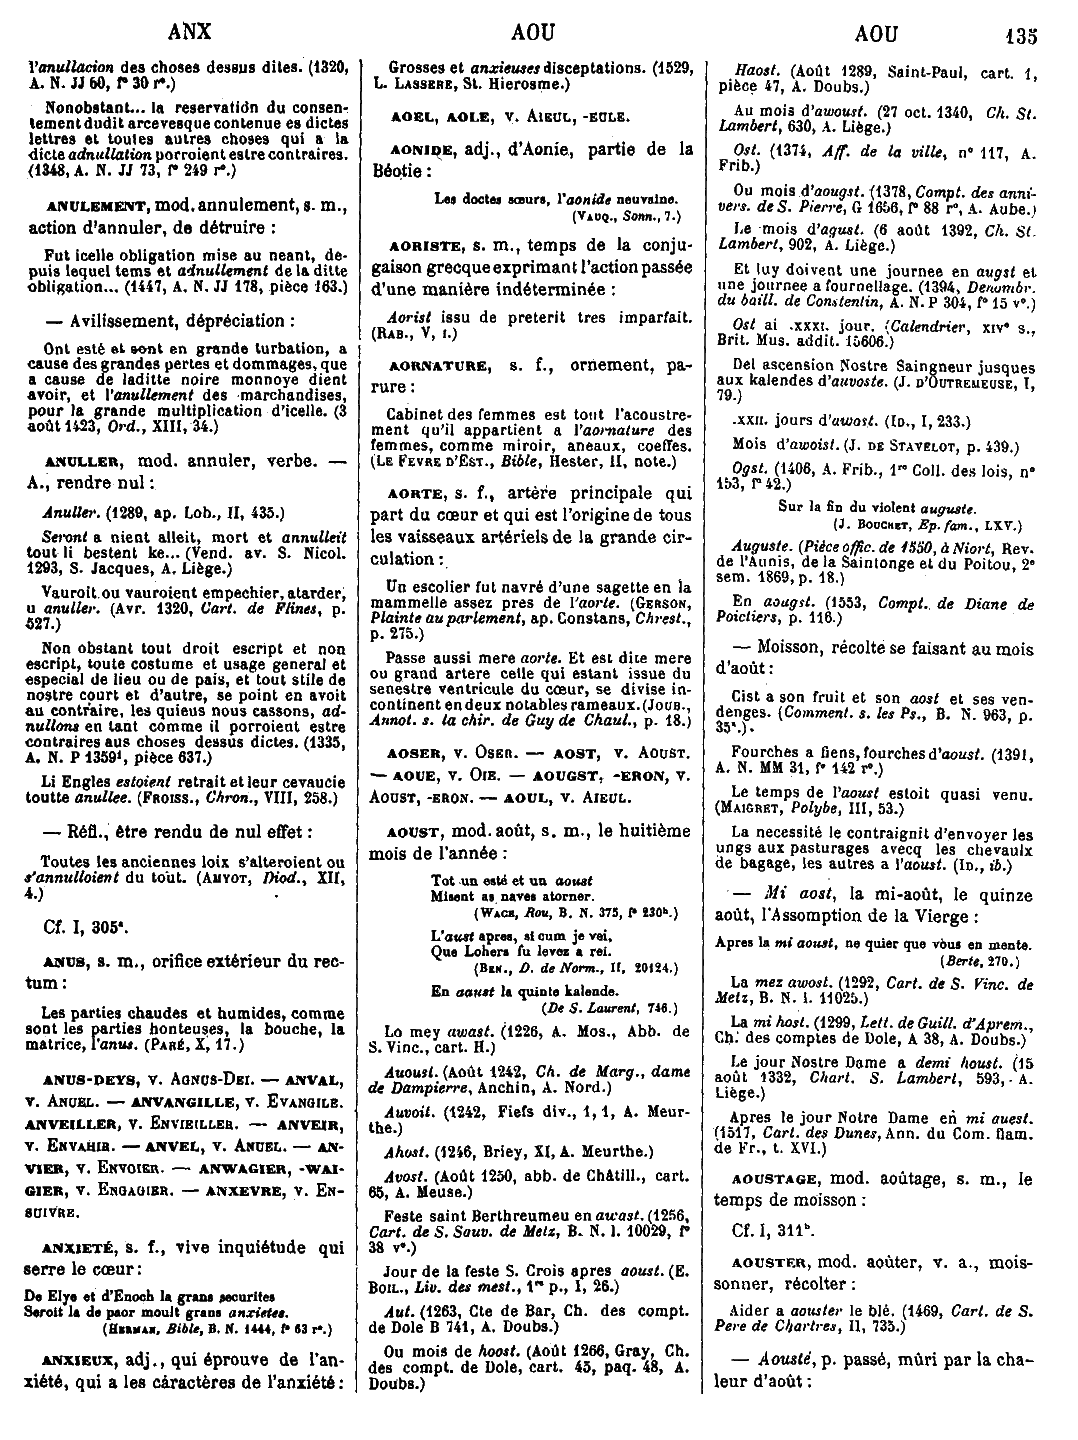 ANX AOU AOU 135
l'anullacion des choses dessus dites. (1320,
A. N. JJ 60, f° 30 r°.)
Nonobstant... la reservation du consen-
tement dudit arcevesque contenue es dictes
lettres et toutes autres choses qui a la
dicte adnullation porroient estre contraires.
(1348, A. N. JJ 73, f° 249 r°.)
ANULEMENT, mod. annulement, s. m.,
action d'annuler, de détruire :
Fut icelle obligation mise au neant, de-
puis lequel tems et adnullement de la ditte
obligation... (1447, A. N. JJ 178, pièce 163.)
— Avilissement, dépréciation :
Ont esté et sont en grande turbation, a
cause des grandes pertes et dommages, que
a cause de laditte noire monnoye dient
avoir, et l'anullement des marchandises,
pour la grande multiplication d'icelle. (3
août 1423, Ord., XIII, 34.)
ANULLER, mod. annuler, verbe. —
A., rendre nul :
Anuller. (1289, ap. Lob., II, 435.)
Seront a nient alleit, mort et annulleit
tout li bestent ke... (Vend. av. S. Nicol.
1293, S. Jacques, A. Liège.)
Vauroit ou vauroient empechier, atarder,
u anuller. (Avr. 1320, Cart. de Flines, p.
527.)
Non obstant tout droit escript et non
escript, toute costume et usage general et
especial de lieu ou de pais, et tout stile de
nostre court et d'autre, se point en avoit
au contraire, les quieus nous cassons, ad-
nullons en tant comme il porroient estre
contraires aus choses dessus dictes. (1335,
A. N. P 1359¹, pièce 637.)
Li Engles estoient retrait et leur cevaucie
toutte anullee. (FROISS., Chron., VIII, 258.)
— Réfl., être rendu de nul effet :
Toutes les anciennes loix s'alteroient ou
s'annulloient du tout. (AMYOT, Diod., XII,
4.)
Cf. I, 305ᵃ.
ANUS, s. m., orifice extérieur du rec-
tum :
Les parties chaudes et humides, comme
sont les parties honteuses, la bouche, la
matrice, l'anus. (PARÉ, X, 17.)
ANUS-DEYS, v. AGNUS-DEI. — ANVAL,
v. ANUEL. — ANVANGILLE, v. EVANGILE.
ANVEILLER, v. ENVIEILLER. — ANVEIR,
v. ENVAHIR. — ANVEL, v. ANUEL. — AN-
VIER, v. ENVOIER. — ANWAGIER, -WAI-
GIER, v. ENGAGIER. — ANXEVRE, v. EN-
SUIVRE.
ANXIETÉ, s. f., vive inquiétude qui
serre le cœur :
De Elye et d'Enoch la grans securites
Seroit la de paor moult grans anxietes.
(HERMAN, Bible, B. N. 1444, f° 63 r°.)
ANXIEUX, adj., qui éprouve de l'an-
xiété, qui a les caractères de l'anxiété :
Grosses et anxieuses disceptations. (1529,
L. LASSERE, St. Hierosme.)
AOEL, AOLE, v. AIEUL, -EULE.
AONIDE, adj., d'Aonie, partie de la
Béotie :
Les doctes sœurs, l'aonide neuvaine.
(VAUQ., Sonn., 7.)
AORISTE, s. m., temps de la conju-
gaison grecque exprimant l'action passée
d'une manière indéterminée :
Aorist issu de preterit tres imparfait.
(RAB., V, I.)
AORNATURE, s. f., ornement, pa-
rure :
Cabinet des femmes est tout l'acoustre-
ment qu'il appartient a l'aornature des
femmes, comme miroir, aneaux, coeffes.
(LE FEVRE D'EST., Bible, Hester, II, note.)
AORTE, s. f., artère principale qui
part du cœur et qui est l'origine de tous
les vaisseaux artériels de la grande cir-
culation :
Un escolier fut navré d'une sagette en la
mammelle assez pres de l'aorte. (GERSON,
Plainte au parlement, ap. Constans, Chrest.,
p. 275.)
Passe aussi mere aorte. Et est dite mere
ou grand artere celle qui estant issue du
senestre ventricule du cœur, se divise in-
continent en deux notables rameaux. (JOUB.,
Annot. s. la chir. de Guy de Chaul., p. 18.)
AOSER, v. OSER. — AOST, v. AOUST.
— AOUE, v. OIE. — AOUGST, -ERON, v.
AOUST, -ERON. — AOUL, v. AIEUL.
AOUST, mod. août, s. m., le huitième
mois de l'année :
Tot un esté et un aoust
Misent as naves atorner.
(WACE, Rou, B. N. 375, f° 230ᵇ.)
L'aust apres, si cum je vei,
Que Lohers fu levez a rei.
(BEN., D. de Norm., II, 20124.)
En aaust la quinte kalende.
(De S. Laurent, 746.)
Lo mey awast. (1226, A. Mos., Abb. de
S. Vinc., cart. H.)
Auoust. (Août 1242, Ch. de Marg., dame
de Dampierre, Anchin, A. Nord.)
Auvoit. (1242, Fiefs div., 1, 1, A. Meur-
the.)
Ahost. (1246, Briey, XI, A. Meurthe.)
Avost. (Août 1250, abb. de Châtill., cart.
65, A. Meuse.)
Feste saint Berthreumeu en awast. (1256,
Cart. de S. Sauv. de Metz, B. N. l. 10029, f°
38 v°.)
Jour de la feste S. Crois apres aoust. (E.
BOIL., Liv. des mest., 1ʳᵉ p., I, 26.)
Aut. (1263, Cte de Bar, Ch. des compt.
de Dole B 741, A. Doubs.)
Ou mois de hoost. (Août 1266, Gray, Ch.
des compt. de Dole, cart. 45, paq. 48, A.
Doubs.)
Haost. (Août 1289, Saint-Paul, cart. 1,
pièce 47, A. Doubs.)
Au mois d'awoust. (27 oct. 1340, Ch. St.
Lambert, 630, A. Liège.)
Ost. (1374, Aff. de la ville, n° 117, A.
Frib.)
Ou mois d'aougst. (1378, Compt. des anni-
vers. de S. Pierre, G 1656, f° 88 r°, A. Aube.)
Le mois d'agust. (6 août 1392, Ch. St.
Lambert, 902, A. Liège.)
Et luy doivent une journee en augst et
une journee a fournellage. (1394, Denombr.
du baill. de Constentin, A. N. P 304, f° 15 v°.)
Ost ai .XXXI. jour. (Calendrier, XIVᵉ s.,
Brit. Mus. addit. 15606.)
Del ascension Nostre Saingneur jusques
aux kalendes d'auvoste. (J. D'OUTREMEUSE, I,
79.)
.XXII. jours d'awost. (ID., I, 233.)
Mois d'awoist. (J. DE STAVELOT, p. 439.)
Ogst. (1406, A. Frib., 1ʳᵉ Coll. des lois, n°
153, f° 42.)
Sur la fin du violent auguste.
(J. BOUCHET, Ep. fam., LXV.)
Auguste. (Pièce offic. de 1550, à Niort, Rev.
de l'Aunis, de la Saintonge et du Poitou, 2ᵉ
sem. 1869, p. 18.)
En aougst. (1553, Compt. de Diane de
Poictiers, p. 116.)
— Moisson, récolte se faisant au mois
d'août :
Cist a son fruit et son aost et ses ven-
denges. (Comment. s. les Ps., B. N. 963, p.
35ᵃ.)
Fourches a fiens, fourches d'aoust. (1391,
A. N. MM 31, f° 142 r°.)
Le temps de l'aoust estoit quasi venu.
(MAIGRET, Polybe, III, 53.)
La necessité le contraignit d'envoyer les
ungs aux pasturages avecq les chevaulx
de bagage, les autres a l'aoust. (ID., ib.)
— Mi aost, la mi-août, le quinze
août, l'Assomption de la Vierge :
Apres la mi aoust, ne quier que vous en mente.
(Berte, 270.)
La mez awost. (1292, Cart. de S. Vinc. de
Metz, B. N. l. 11025.)
La mi host. (1299, Lett. de Guill. d'Aprem.,
Ch. des comptes de Dole, A 38, A. Doubs.)
Le jour Nostre Dame a demi houst. (15
août 1332, Chart. S. Lambert, 593, A.
Liège.)
Apres le jour Notre Dame en mi auest.
(1517, Cart. des Dunes, Ann. du Com. flam.
de Fr., t. XVI.)
AOUSTAGE, mod. aoûtage, s. m., le
temps de moisson :
Cf. I, 311ᵇ.
AOUSTER, mod. aoûter, v. a., mois-
sonner, récolter :
Aider a aouster le blé. (1469, Cart. de S.
Pere de Chartres, II, 735.)
— Aousté, p. passé, mûri par la cha-
leur d'août :